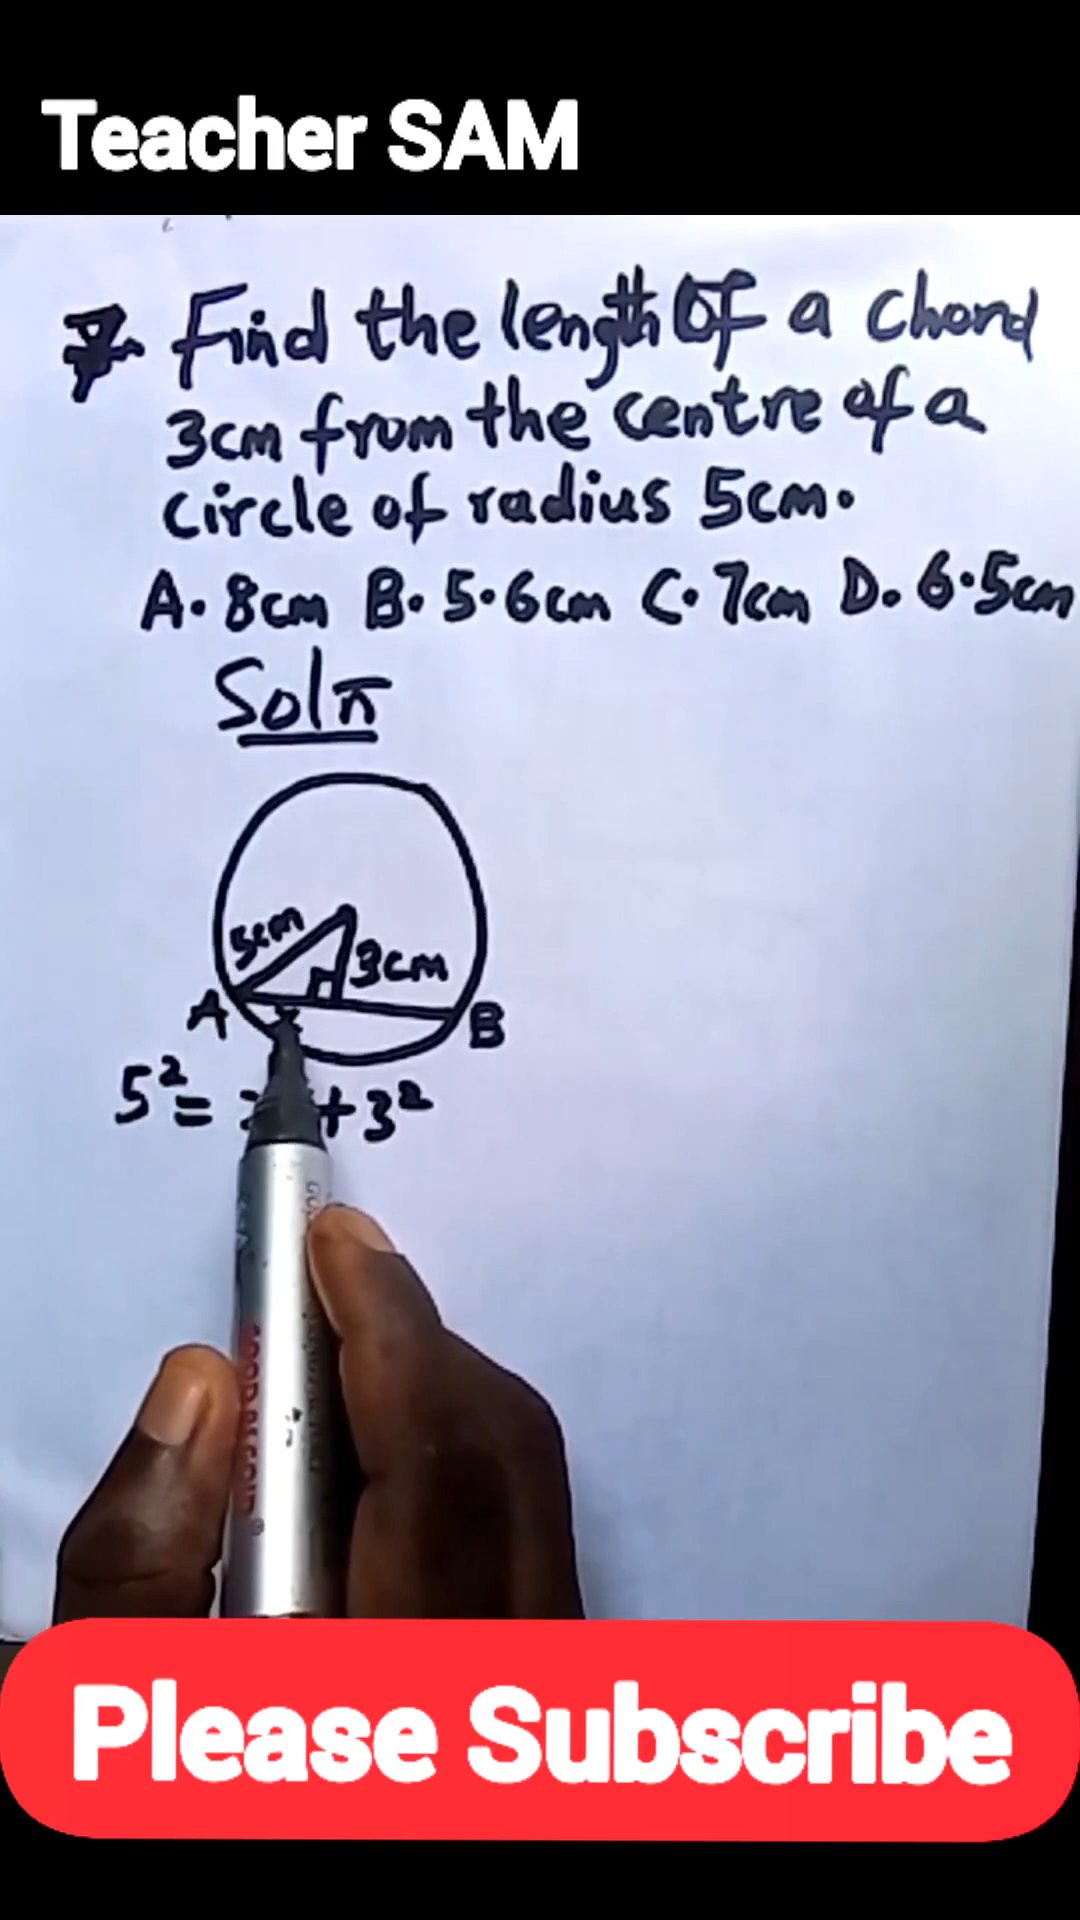 Teacher SAM
Find the length of a chord
3cm from the centre of a
circle of radius 5cm.
A. 8cm B. 5.6cm C. 7cm D. 6.5cm
Soln
5cm
3cm
A
x
B
5² = + 3²
Please Subscribe